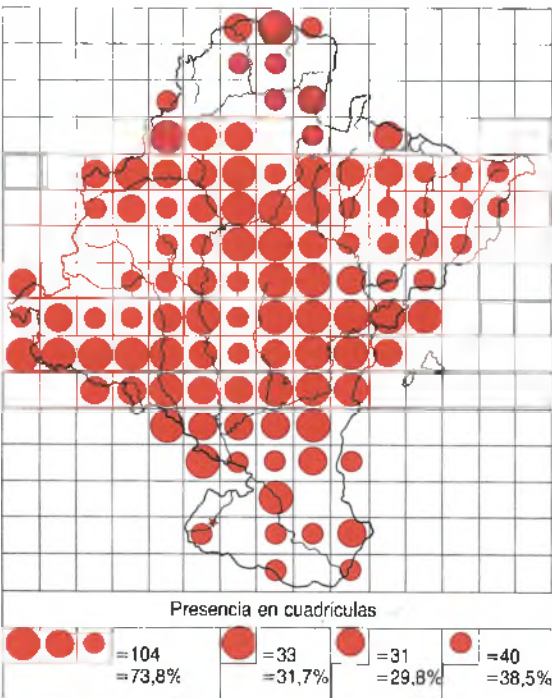 Presencia en cuadrículas
=104 =33 =31 =40
=73,8% =31,7% =29,8% =38,5%